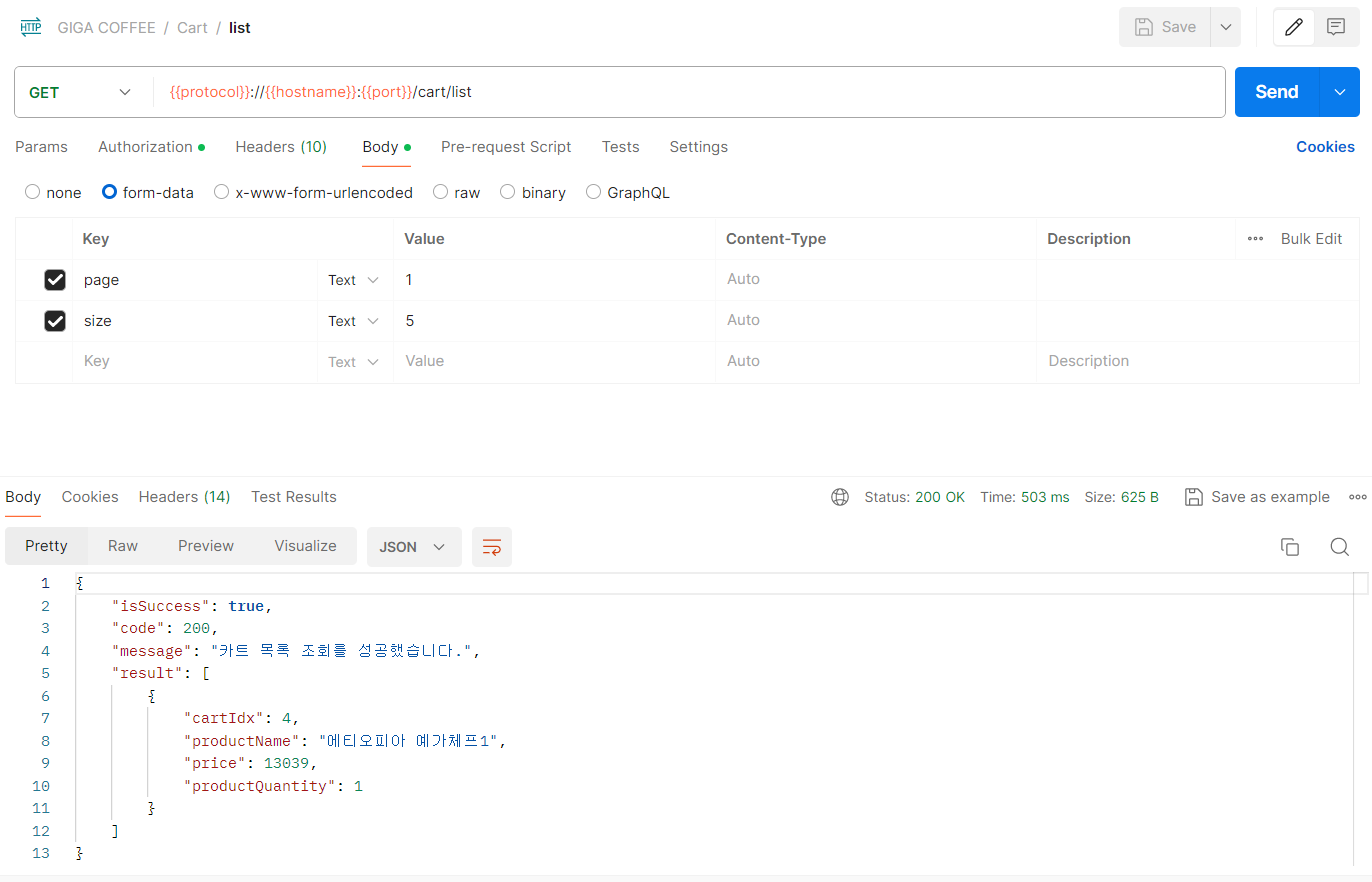 HTTP GIGA COFFEE / Cart / list Save
GET {{protocol}}://{{hostname}}:{{port}}/cart/list Send
Params Authorization Headers (10) Body Pre-request Script Tests Settings Cookies
none form-data x-www-form-urlencoded raw binary GraphQL
Key Value Content-Type Description Bulk Edit
page Text 1 Auto
size Text 5 Auto
Key Text Value Auto Description
Body Cookies Headers (14) Test Results Status: 200 OK Time: 503 ms Size: 625 B Save as example
Pretty Raw Preview Visualize JSON
1 {
2 "isSuccess": true,
3 "code": 200,
4 "message": "카트 목록 조회를 성공했습니다.",
5 "result": [
6 {
7 "cartIdx": 4,
8 "productName": "에티오피아 예가체프1",
9 "price": 13039,
10 "productQuantity": 1
11 }
12 ]
13 }